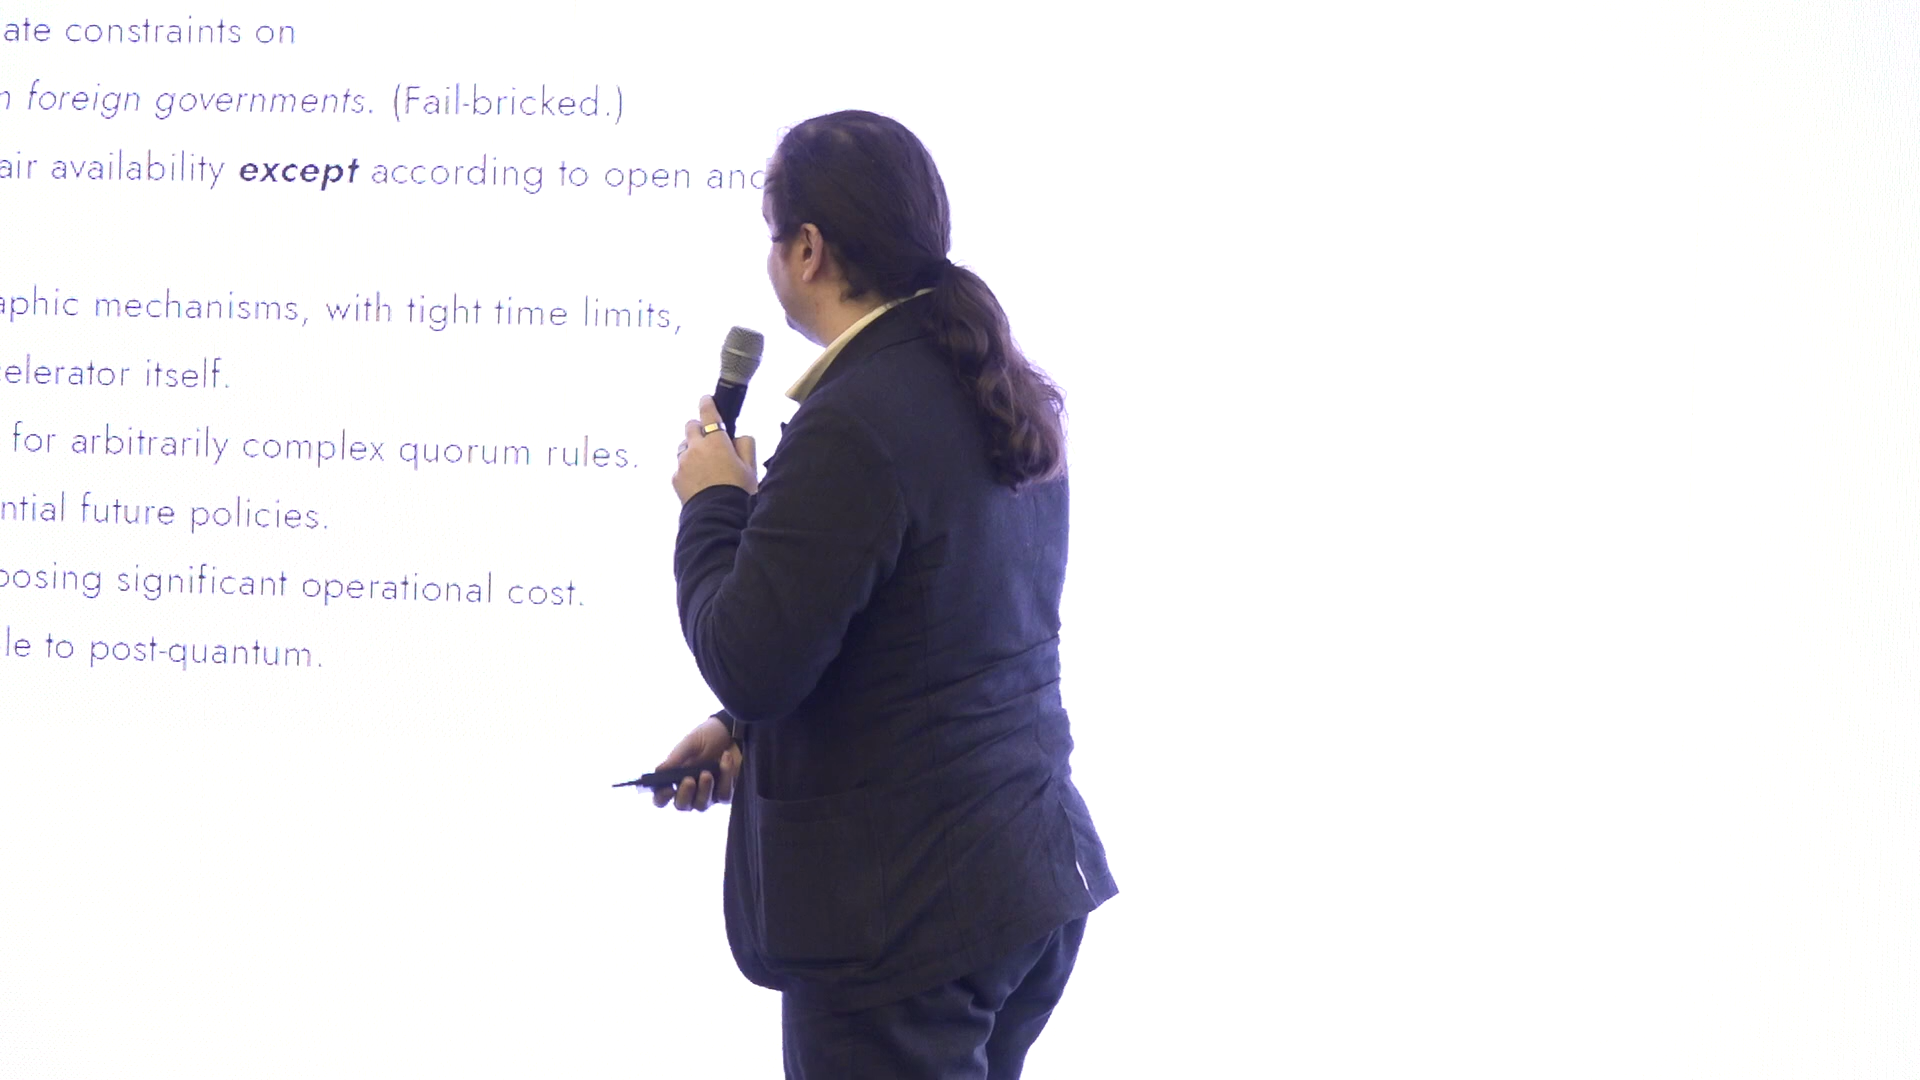 ate constraints on
n foreign governments. (Fail-bricked.)
air availability except according to open and
aphic mechanisms, with tight time limits,
celerator itself.
for arbitrarily complex quorum rules.
ntial future policies.
posing significant operational cost.
le to post-quantum.